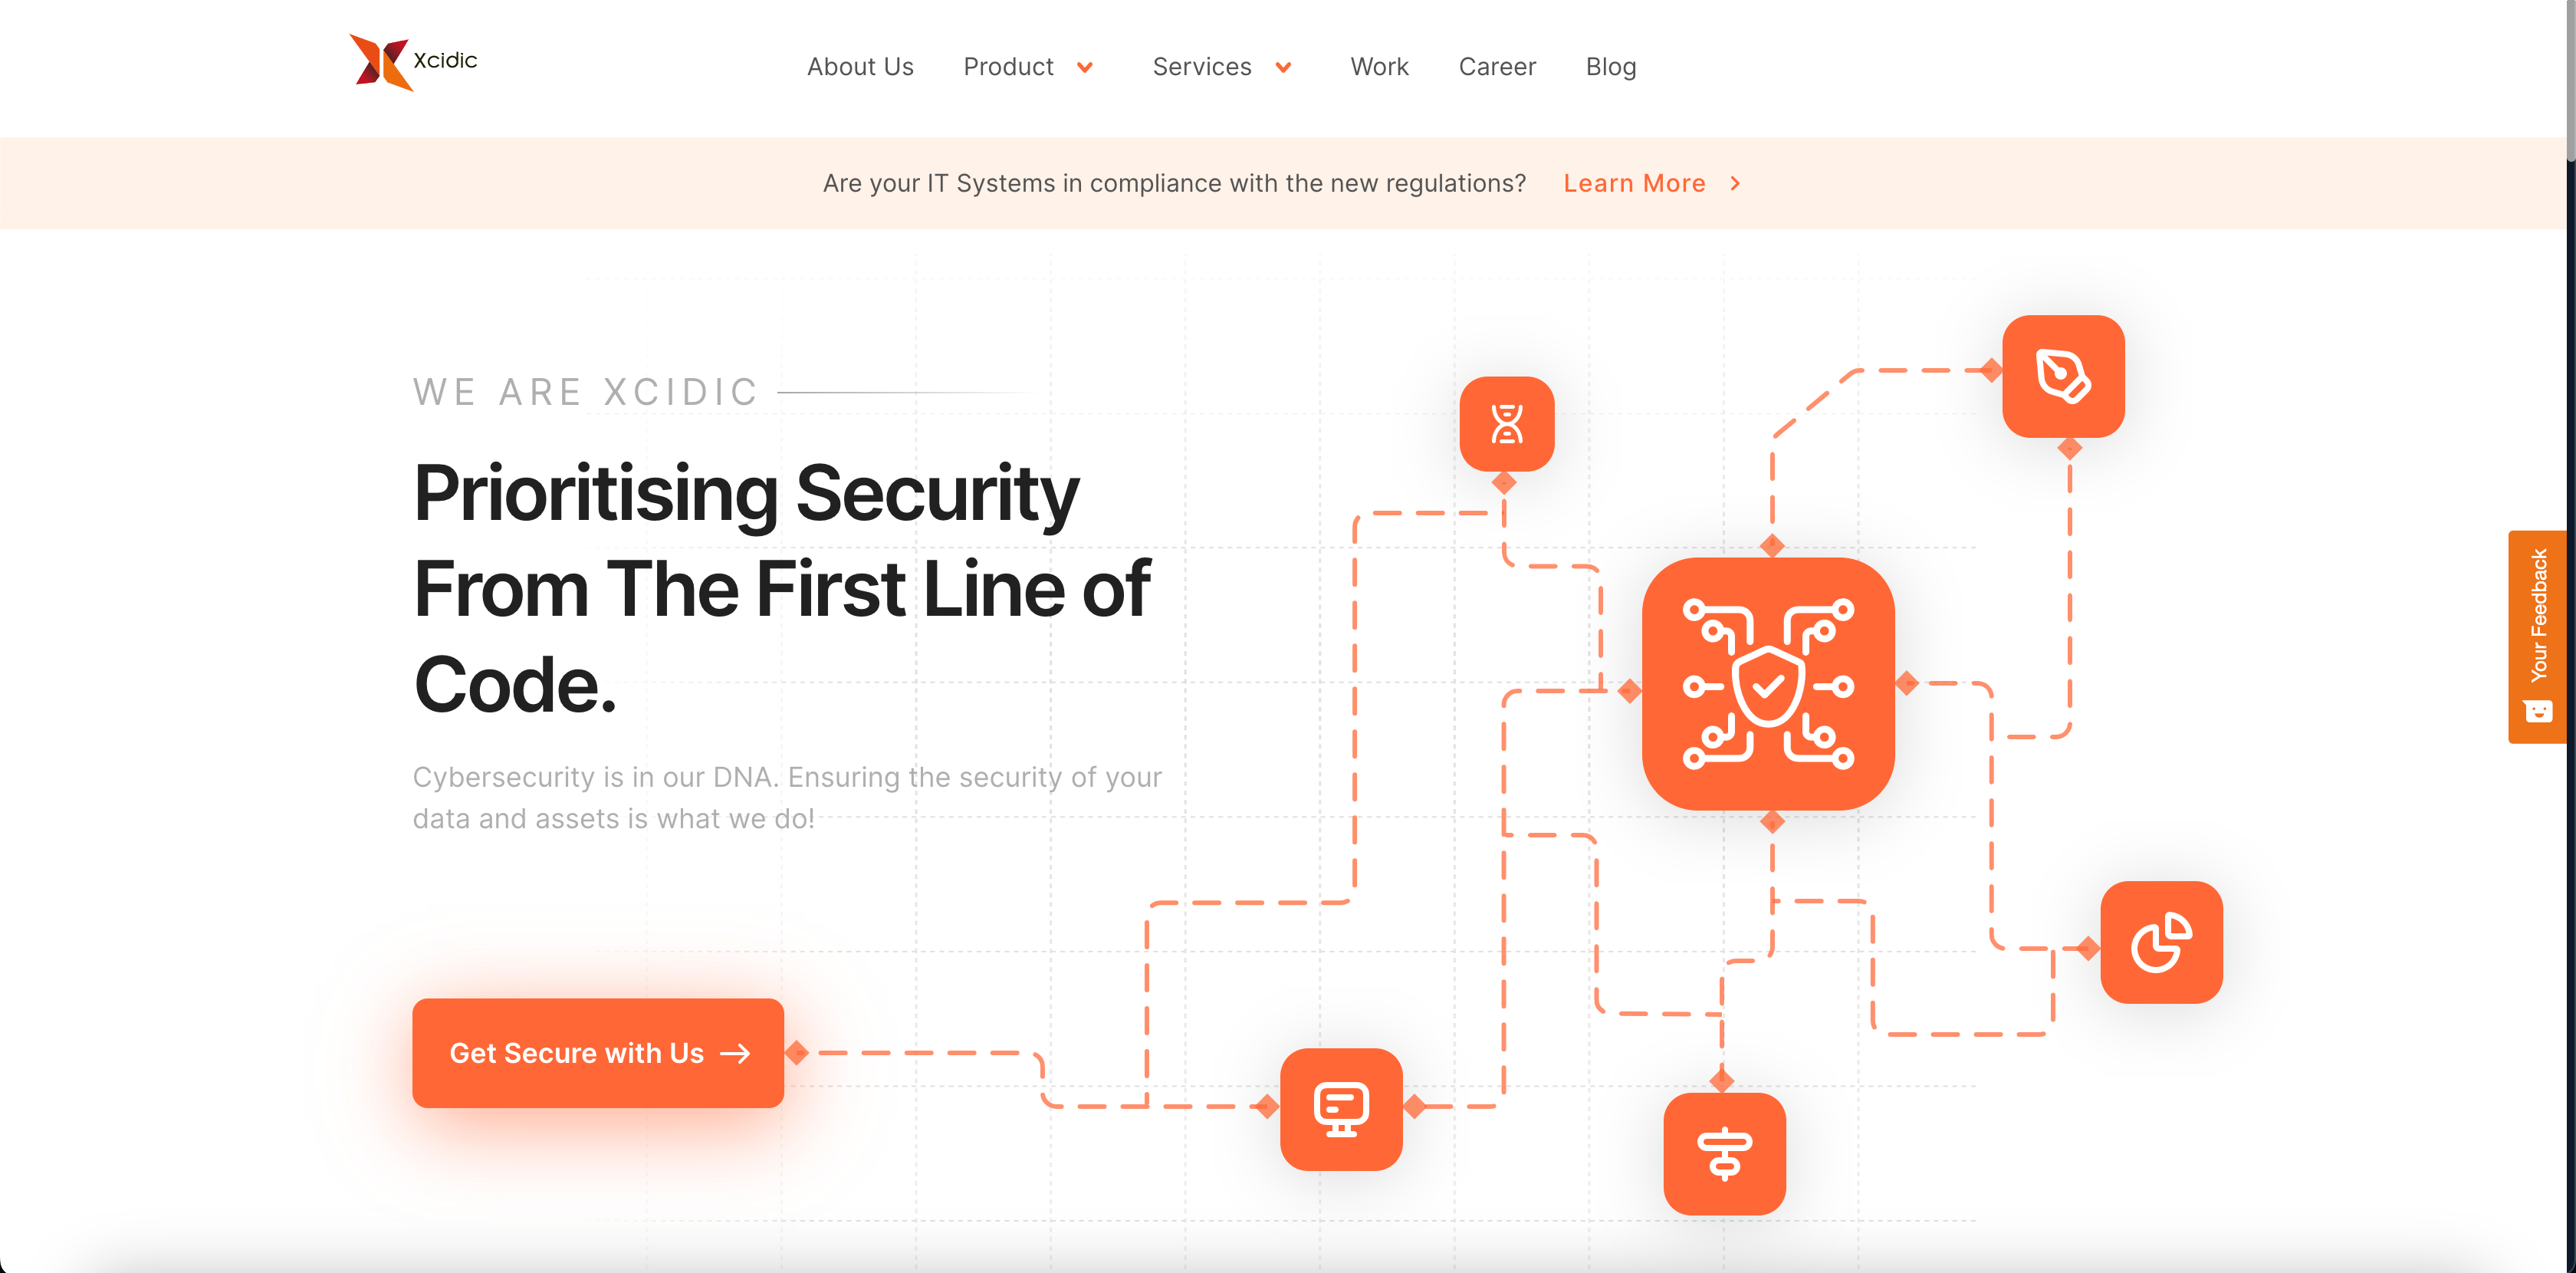 Xcidic
About Us
Product
Services
Work
Career
Blog
Are your IT Systems in compliance with the new regulations?
Learn More
WE ARE XCIDIC
Prioritising Security
From The First Line of
Code.
Cybersecurity is in our DNA. Ensuring the security of your
data and assets is what we do!
Get Secure with Us
Your Feedback